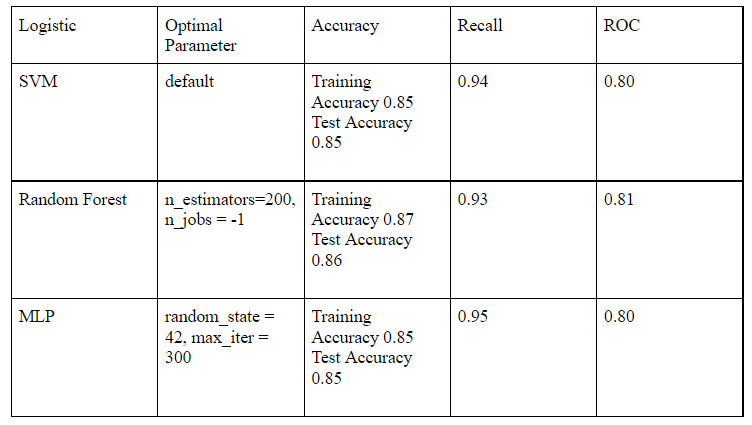 Logistic
Optimal
Parameter
Accuracy
Recall
ROC
SVM
default
Training
Accuracy 0.85
Test Accuracy
0.85
0.94
0.80
Random Forest
n_estimators=200,
n_jobs = -1
Training
Accuracy 0.87
Test Accuracy
0.86
0.93
0.81
MLP
random_state =
42, max_iter =
300
Training
Accuracy 0.85
Test Accuracy
0.85
0.95
0.80